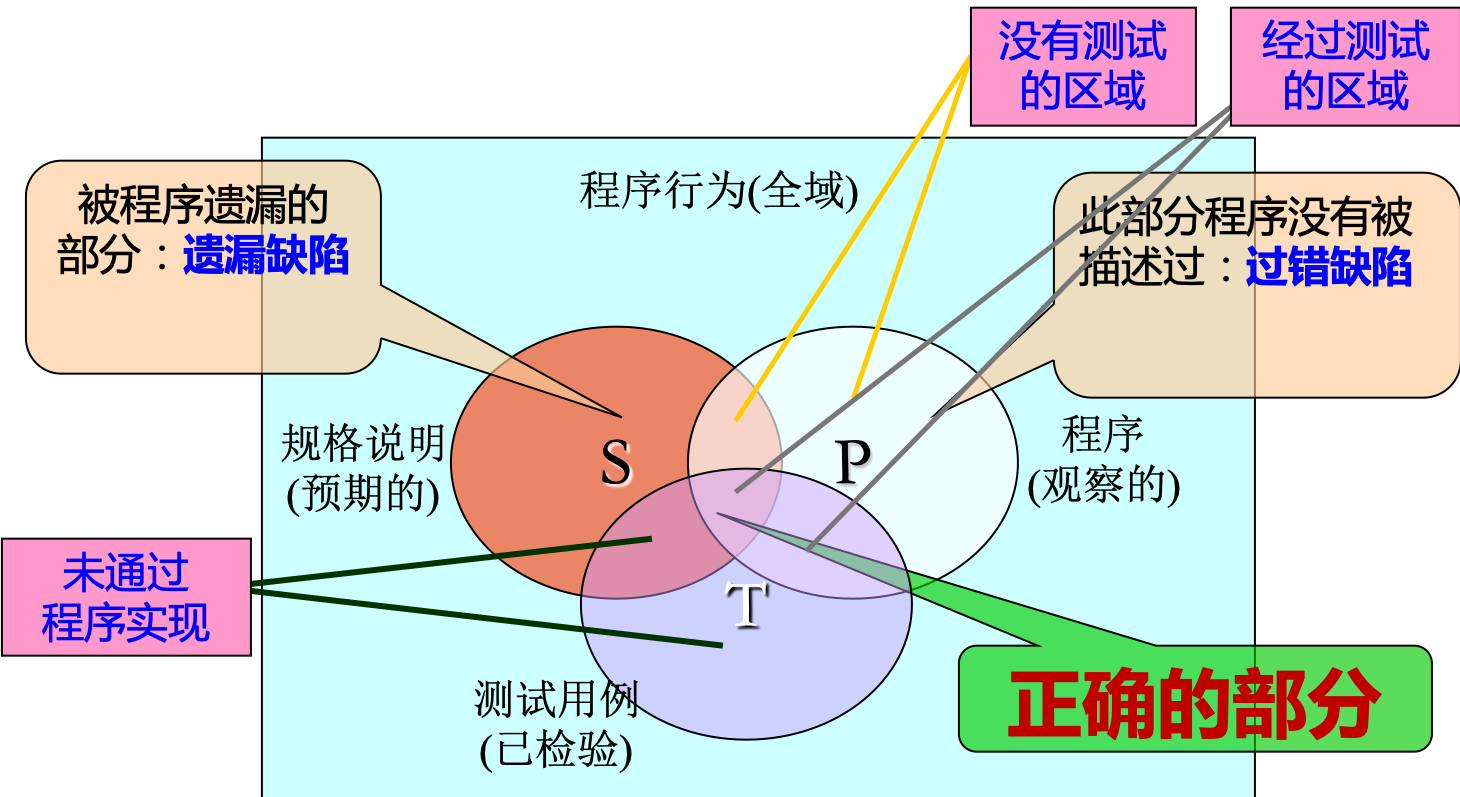 没有测试
的区域
经过测试
的区域
程序行为(全域)
被程序遗漏的
部分：遗漏缺陷
此部分程序没有被
描述过：过错缺陷
规格说明
(预期的)
S
P
程序
(观察的)
未通过
程序实现
T
测试用例
(已检验)
正确的部分